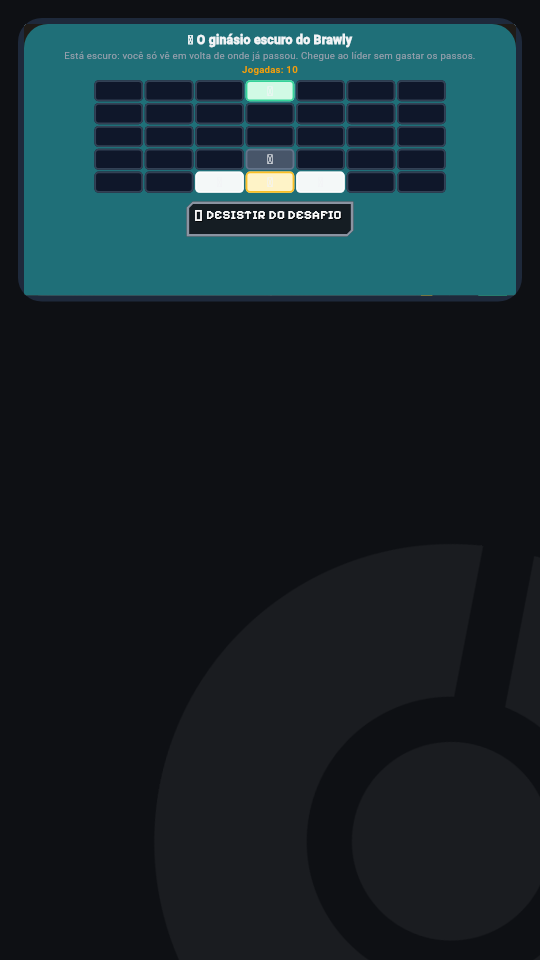 O ginásio escuro do Brawly
Está escuro: você só vê em volta de onde já passou. Chegue ao líder sem gastar os passos.
Jogadas: 10
DESISTIR DO DESAFIO